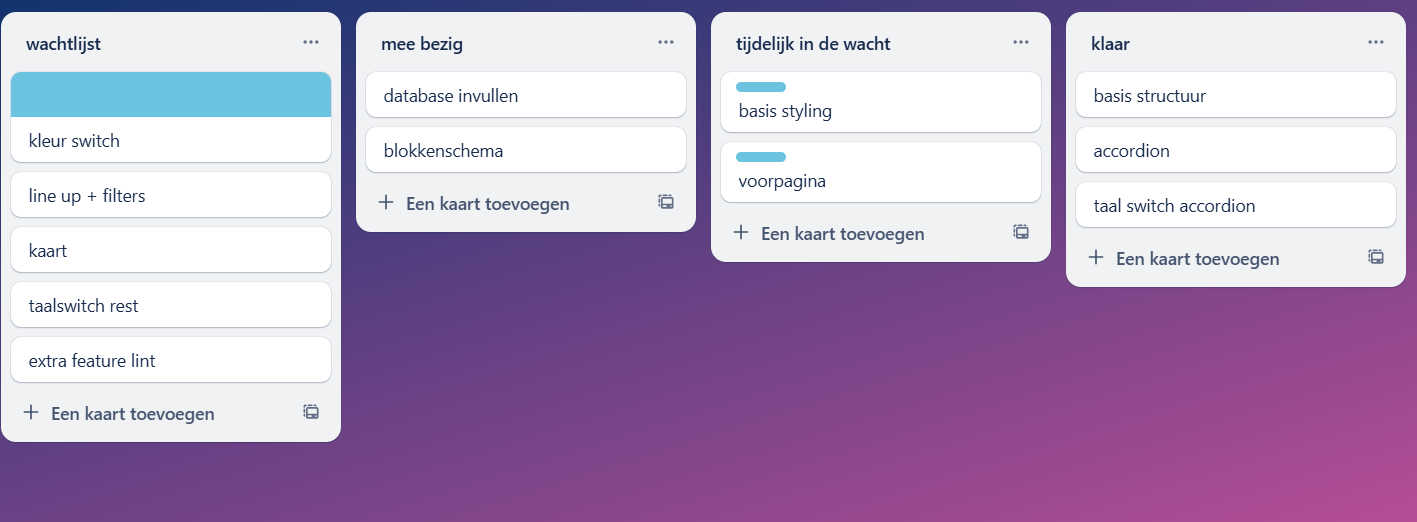 wachtlijst
kleur switch
line up + filters
kaart
taalswitch rest
extra feature lint
Een kaart toevoegen
mee bezig
database invullen
blokkenschema
Een kaart toevoegen
tijdelijk in de wacht
basis styling
voorpagina
Een kaart toevoegen
klaar
basis structuur
accordion
taal switch accordion
Een kaart toevoegen